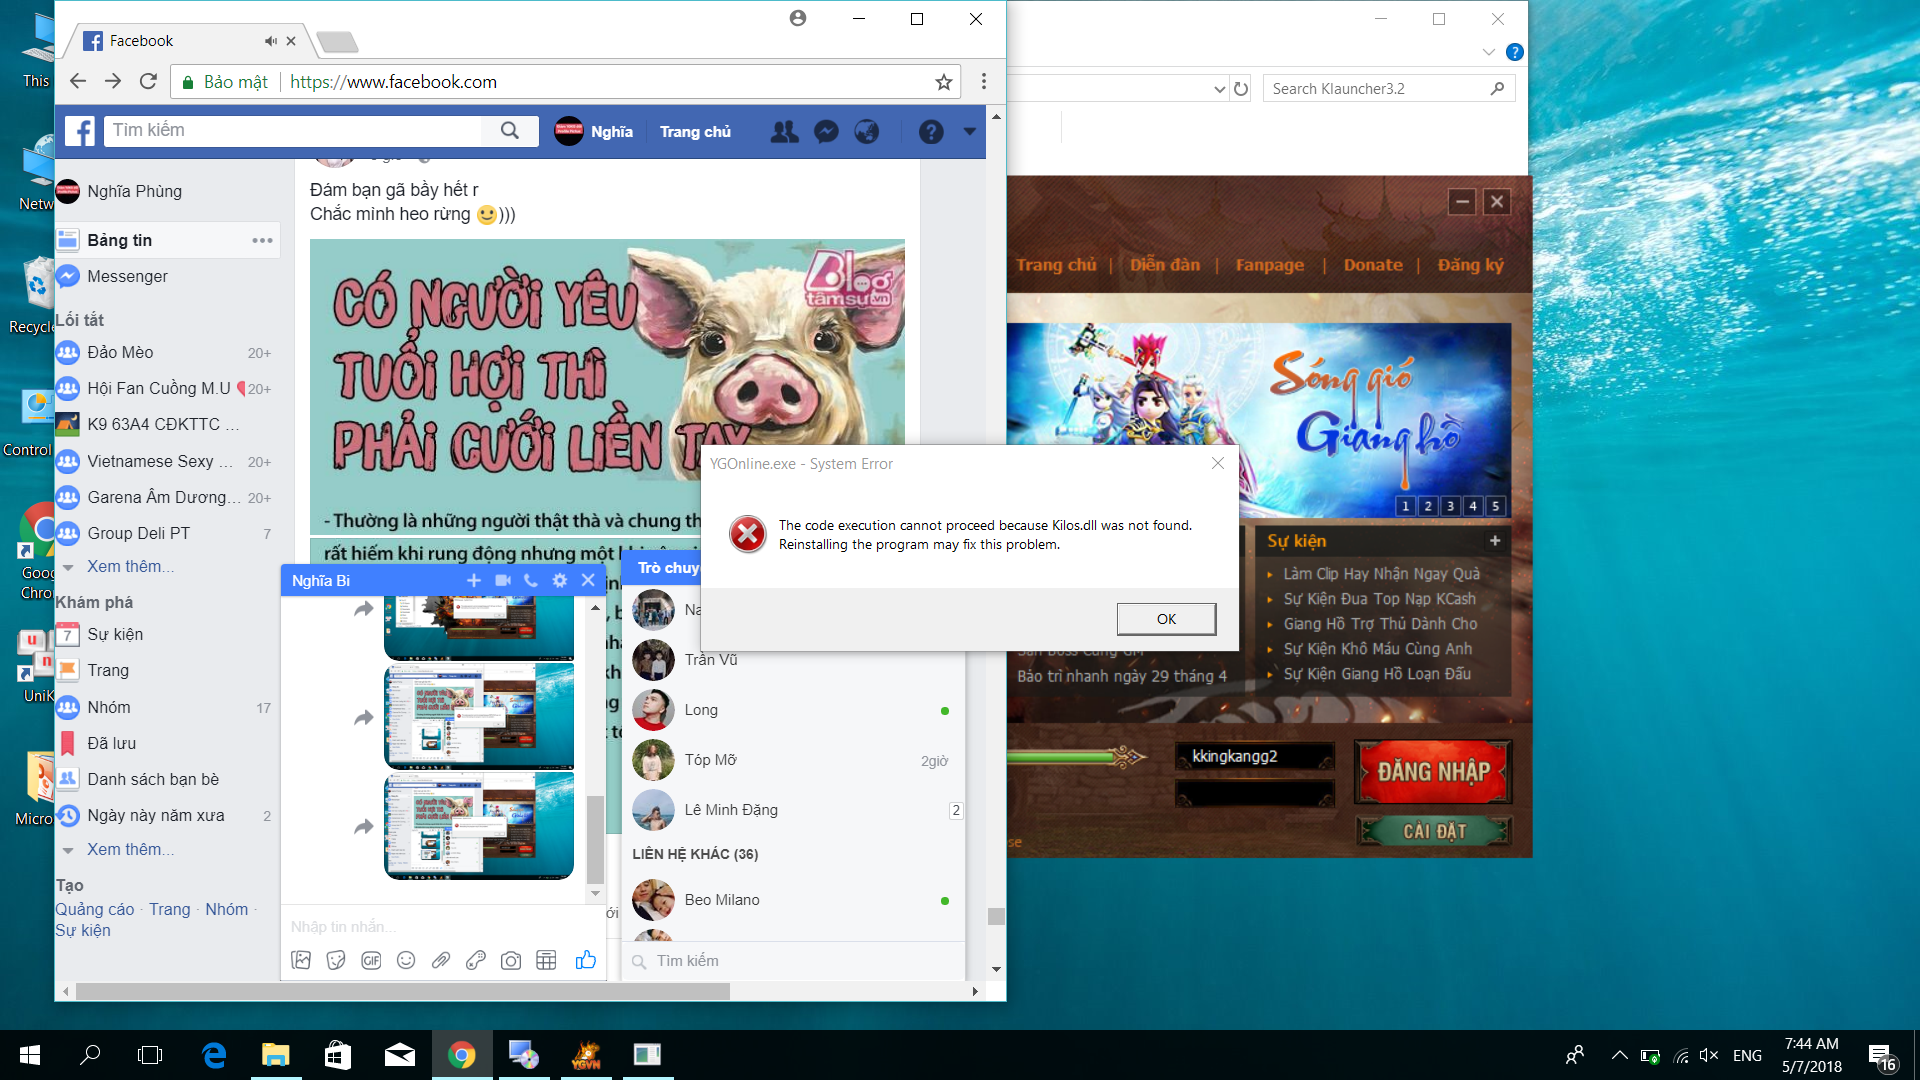 Facebook
Bảo mật
https://www.facebook.com
Search Klauncher3.2
Tìm kiếm
Nghĩa
Trang chủ
This
Netw
Recycle
Control
Goog
Chro
UniK
Micro
Nghĩa Phùng
Bảng tin
Messenger
Lối tắt
Đảo Mèo 20+
Hội Fan Cuồng M.U 20+
K9 63A4 CĐKTTC ...
Vietnamese Sexy ... 20+
Garena Âm Dương... 20+
Group Deli PT 7
Xem thêm...
Khám phá
7 Sự kiện
Trang
Nhóm 17
Đã lưu
Danh sách bạn bè
Ngày này năm xưa 2
Xem thêm...
Tạo
Quảng cáo · Trang · Nhóm ·
Sự kiện
Đám bạn gã bầy hết r
Chắc mình heo rừng )))
CÓ NGƯỜI YÊU
TUỔI HỢI THÌ
PHẢI CƯỚI LIỀN TAY
Blog
tâmsự.vn
- Thường là những người thật thà và chung th
rất hiếm khi rung động nhưng một
Nghĩa Bi
Nhập tin nhắn...
GIF
Trò chuy
Na
Trần Vũ
Long
Tóp Mỡ 2giờ
Lê Minh Đặng 2
LIÊN HỆ KHÁC (36)
Beo Milano
Tìm kiếm
YGOnline.exe - System Error
The code execution cannot proceed because Kilos.dll was not found.
Reinstalling the program may fix this problem.
OK
Trang chủ | Diễn đàn | Fanpage | Donate | Đăng ký
Sóng gió
Giang hồ
1 2 3 4 5
Sự kiện +
Làm Clip Hay Nhận Ngay Quà
Sự Kiện Đua Top Nạp KCash
Giang Hồ Trợ Thủ Dành Cho
Sự Kiện Khô Máu Cùng Anh
Sự Kiện Giang Hồ Loạn Đấu
Săn Boss Cùng GM
Bảo trì nhanh ngày 29 tháng 4
kkingkangg2
ĐĂNG NHẬP
CÀI ĐẶT
se
YGVN
ENG
7:44 AM
5/7/2018
16